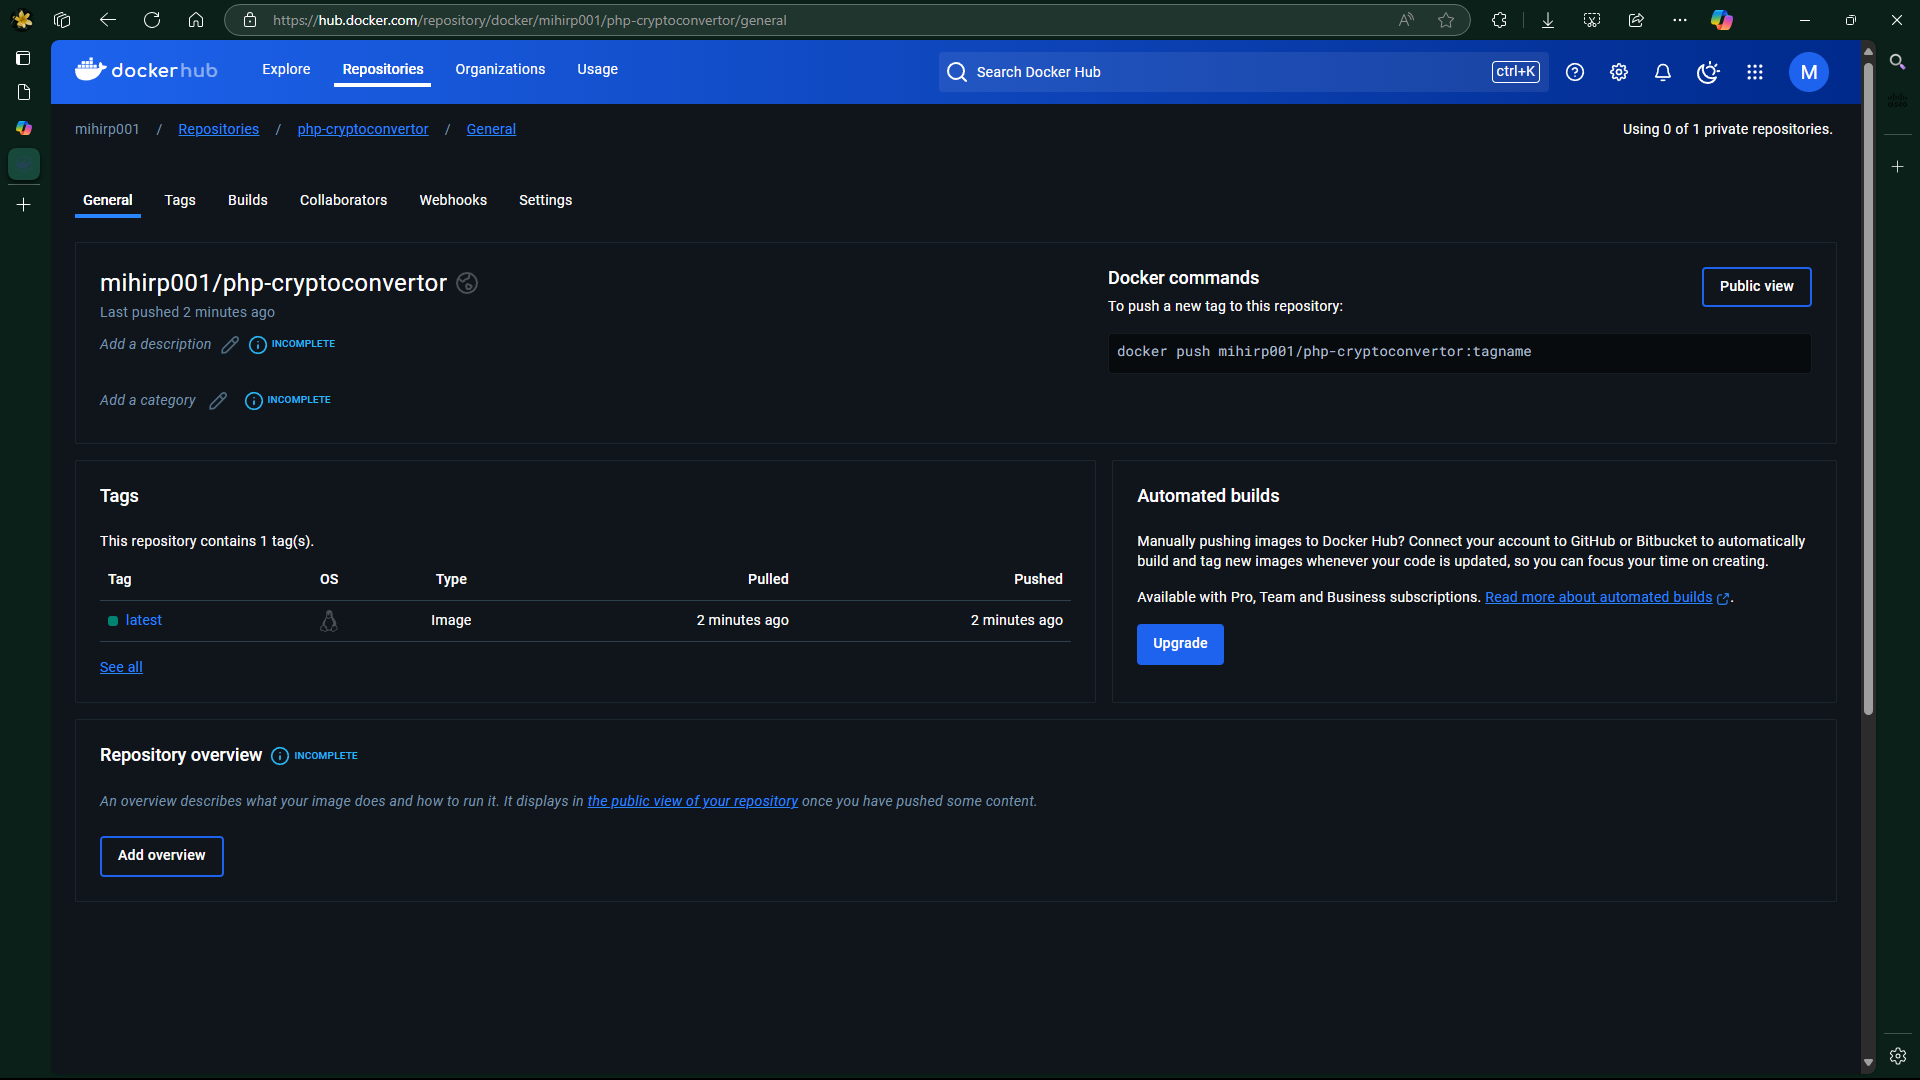 https://hub.docker.com/repository/docker/mihirp001/php-cryptoconvertor/general
dockerhub
Explore
Repositories
Organizations
Usage
Search Docker Hub
ctrl+K
M
mihirp001 / Repositories / php-cryptoconvertor / General
Using 0 of 1 private repositories.
General
Tags
Builds
Collaborators
Webhooks
Settings
mihirp001/php-cryptoconvertor
Last pushed 2 minutes ago
Add a description
INCOMPLETE
Add a category
INCOMPLETE
Docker commands
To push a new tag to this repository:
Public view
docker push mihirp001/php-cryptoconvertor:tagname
Tags
This repository contains 1 tag(s).
Tag OS Type Pulled Pushed
latest Image 2 minutes ago 2 minutes ago
See all
Automated builds
Manually pushing images to Docker Hub? Connect your account to GitHub or Bitbucket to automatically
build and tag new images whenever your code is updated, so you can focus your time on creating.
Available with Pro, Team and Business subscriptions. Read more about automated builds.
Upgrade
Repository overview
INCOMPLETE
An overview describes what your image does and how to run it. It displays in the public view of your repository once you have pushed some content.
Add overview